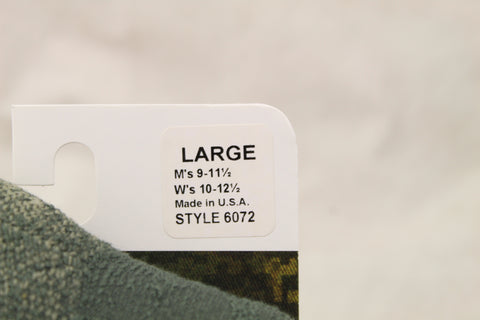 LARGE
M's 9-11½
W's 10-12½
Made in U.S.A.
STYLE 6072